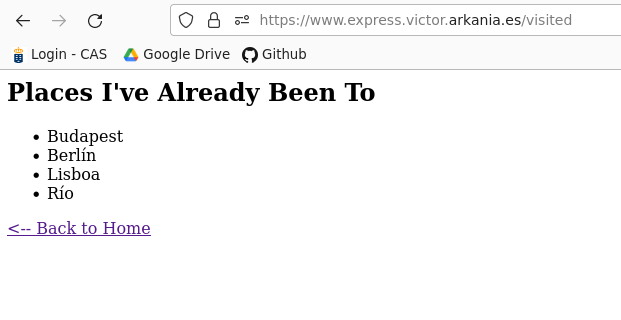 https://www.express.victor.arkania.es/visited
Login - CAS Google Drive Github
Places I've Already Been To
• Budapest
• Berlín
• Lisboa
• Río
<-- Back to Home